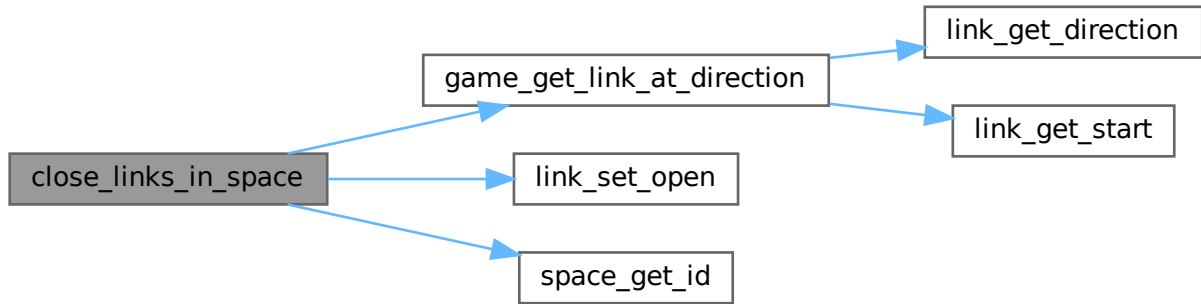 close_links_in_space
game_get_link_at_direction
link_get_direction
link_get_start
link_set_open
space_get_id